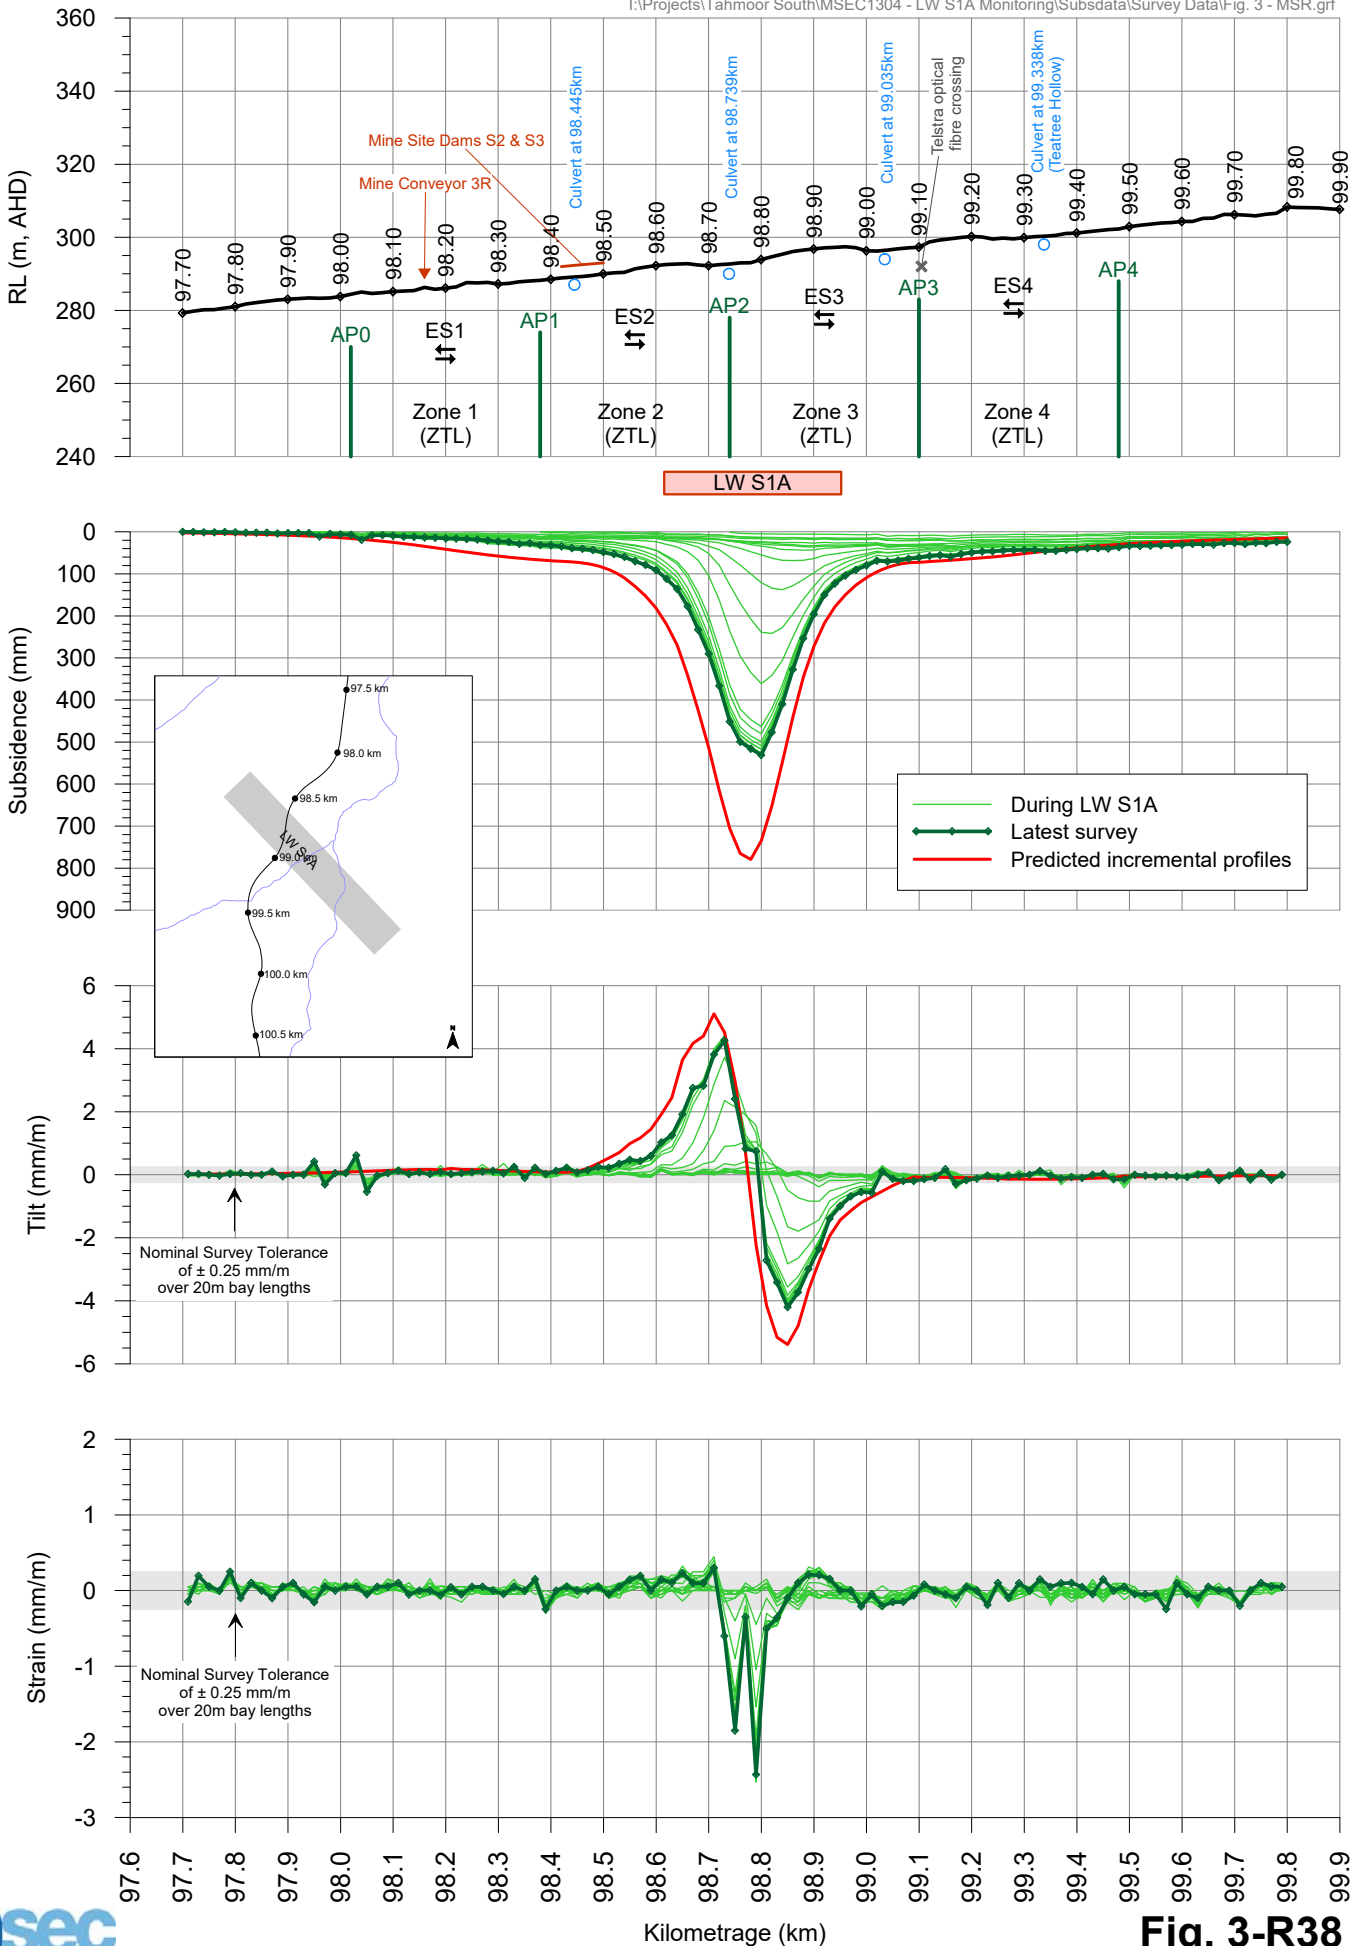 T:\Projects\Tahmoor South\MSEC1304 - LW S1A Monitoring\Subsdata\Survey Data\Fig. 3 - MSR.grf
360
340
320
300
280
260
240
RL (m, AHD)
Culvert at 98.445km
Culvert at 98.739km
Culvert at 99.035km
Telstra optical
fibre crossing
Culvert at 99.338km
(Teatree Hollow)
Mine Site Dams S2 & S3
Mine Conveyor 3R
97.70
97.80
97.90
98.00
98.10
98.20
98.30
98.40
98.50
98.60
98.70
98.80
98.90
99.00
99.10
99.20
99.30
99.40
99.50
99.60
99.70
99.80
99.90
AP0
ES1
AP1
ES2
AP2
ES3
AP3
ES4
AP4
Zone 1
(ZTL)
Zone 2
(ZTL)
Zone 3
(ZTL)
Zone 4
(ZTL)
LW S1A
0
100
200
300
400
500
600
700
800
900
Subsidence (mm)
97.5 km
98.0 km
98.5 km
LW S1A
99.0 km
99.5 km
100.0 km
100.5 km
N
During LW S1A
Latest survey
Predicted incremental profiles
6
4
2
0
-2
-4
-6
Tilt (mm/m)
Nominal Survey Tolerance
of ± 0.25 mm/m
over 20m bay lengths
2
1
0
-1
-2
-3
Strain (mm/m)
Nominal Survey Tolerance
of ± 0.25 mm/m
over 20m bay lengths
97.6
97.7
97.8
97.9
98.0
98.1
98.2
98.3
98.4
98.5
98.6
98.7
98.8
98.9
99.0
99.1
99.2
99.3
99.4
99.5
99.6
99.7
99.8
99.9
Kilometrage (km)
sec
Fig. 3-R38